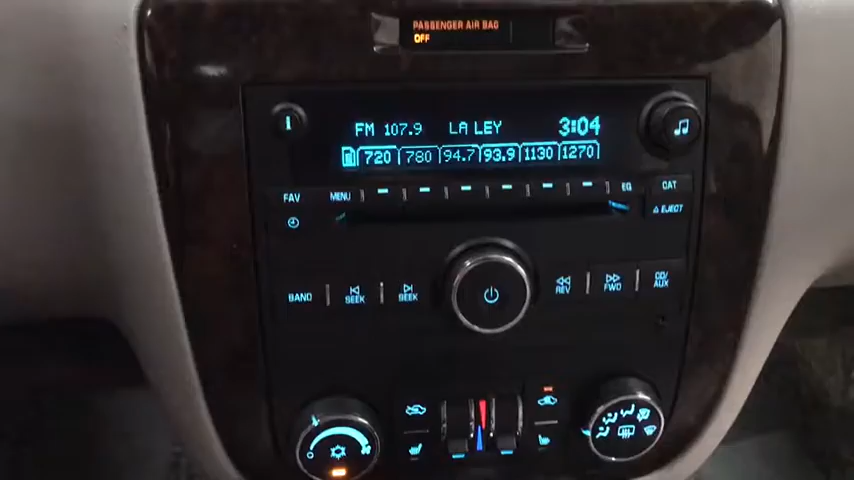 PASSENGER AIR BAG
OFF
i
FM 107.9 LA LEY 3:04
720 780 94.7 93.9 1130 1270
FAV MENU EQ CAT
EJECT
BAND SEEK SEEK REV FWD CD/
AUX